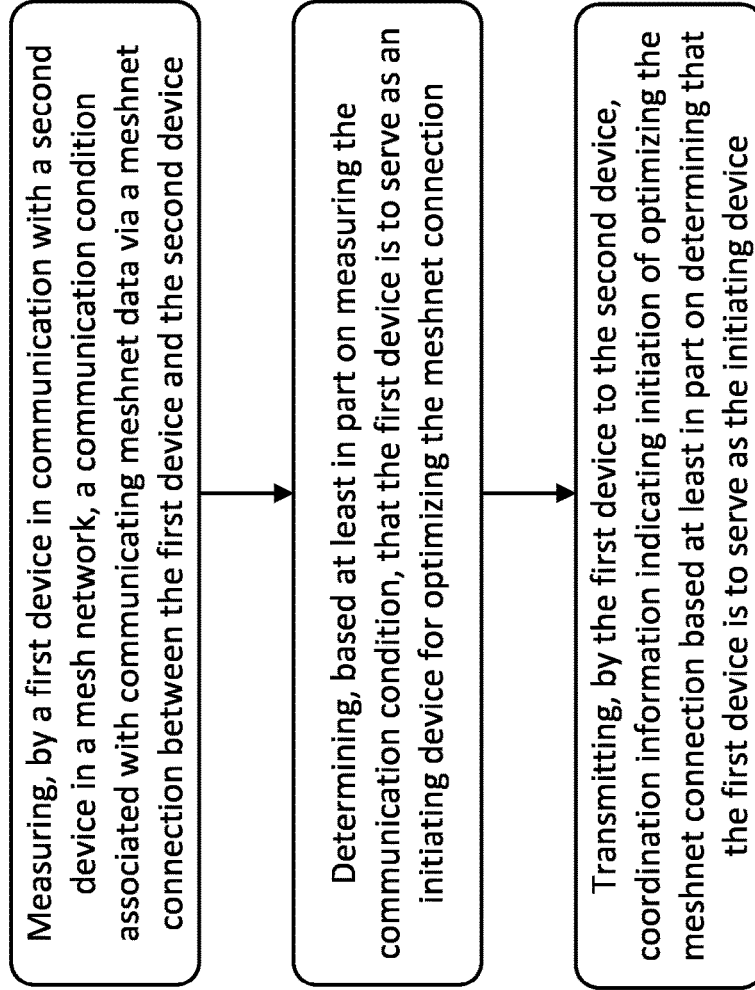 Measuring, by a first device in communication with a second
device in a mesh network, a communication condition
associated with communicating meshnet data via a meshnet
connection between the first device and the second device
Determining, based at least in part on measuring the
communication condition, that the first device is to serve as an
initiating device for optimizing the meshnet connection
Transmitting, by the first device to the second device,
coordination information indicating initiation of optimizing the
meshnet connection based at least in part on determining that
the first device is to serve as the initiating device